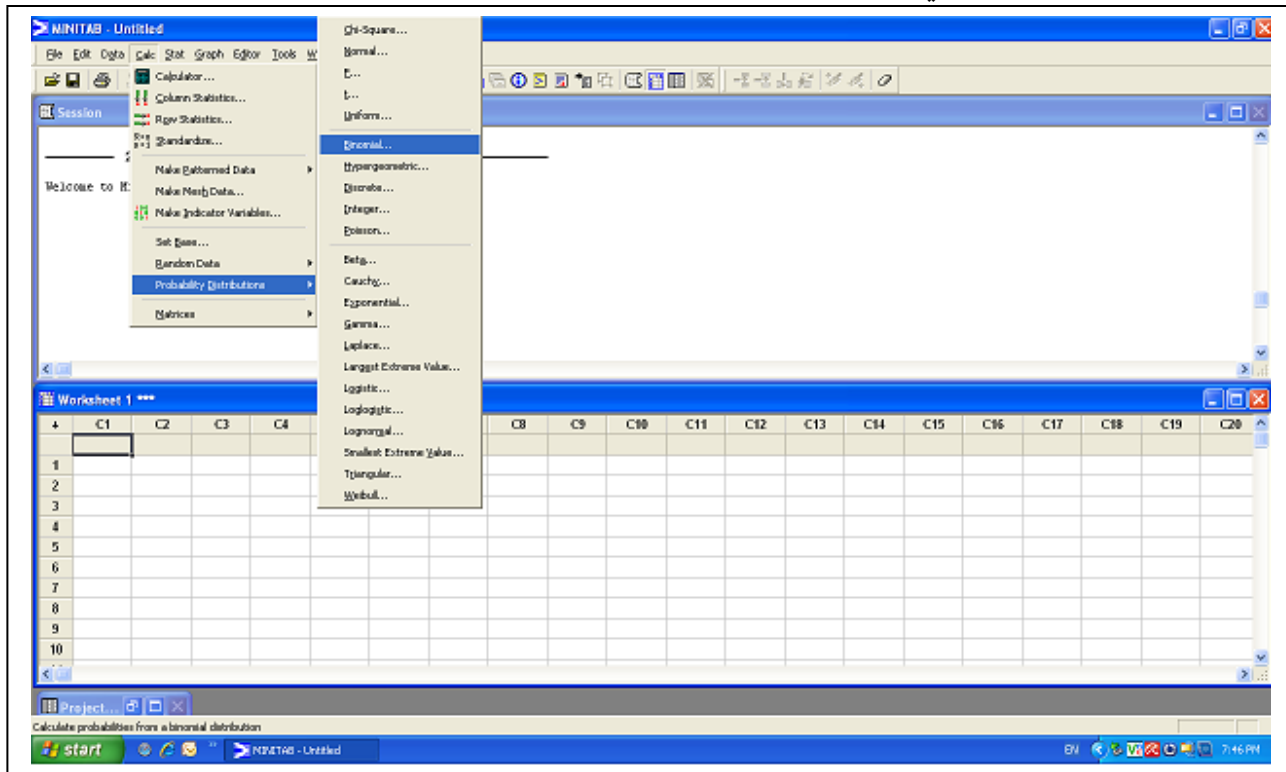 MINITAB - Untitled
File Edit Data Calc Stat Graph Editor Tools W
Calculator...
Column Statistics...
Row Statistics...
Standardize...
Make Patterned Data
Make Mesh Data...
Make Indicator Variables...
Set Base...
Random Data
Probability Distributions
Matrices
Chi-Square...
Normal...
F...
t...
Uniform...
Binomial...
Hypergeometric...
Discrete...
Integer...
Poisson...
Beta...
Cauchy...
Exponential...
Gamma...
Laplace...
Largest Extreme Value...
Logistic...
Loglogistic...
Lognormal...
Smallest Extreme Value...
Triangular...
Weibull...
Session
Welcome to Mi
Worksheet 1 ***
C1 C2 C3 C4 C8 C9 C10 C11 C12 C13 C14 C15 C16 C17 C18 C19 C20
1
2
3
4
5
6
7
8
9
10
Project...
Calculate probabilities from a binomial distribution
start MINITAB - Untitled EN 7:46 PM